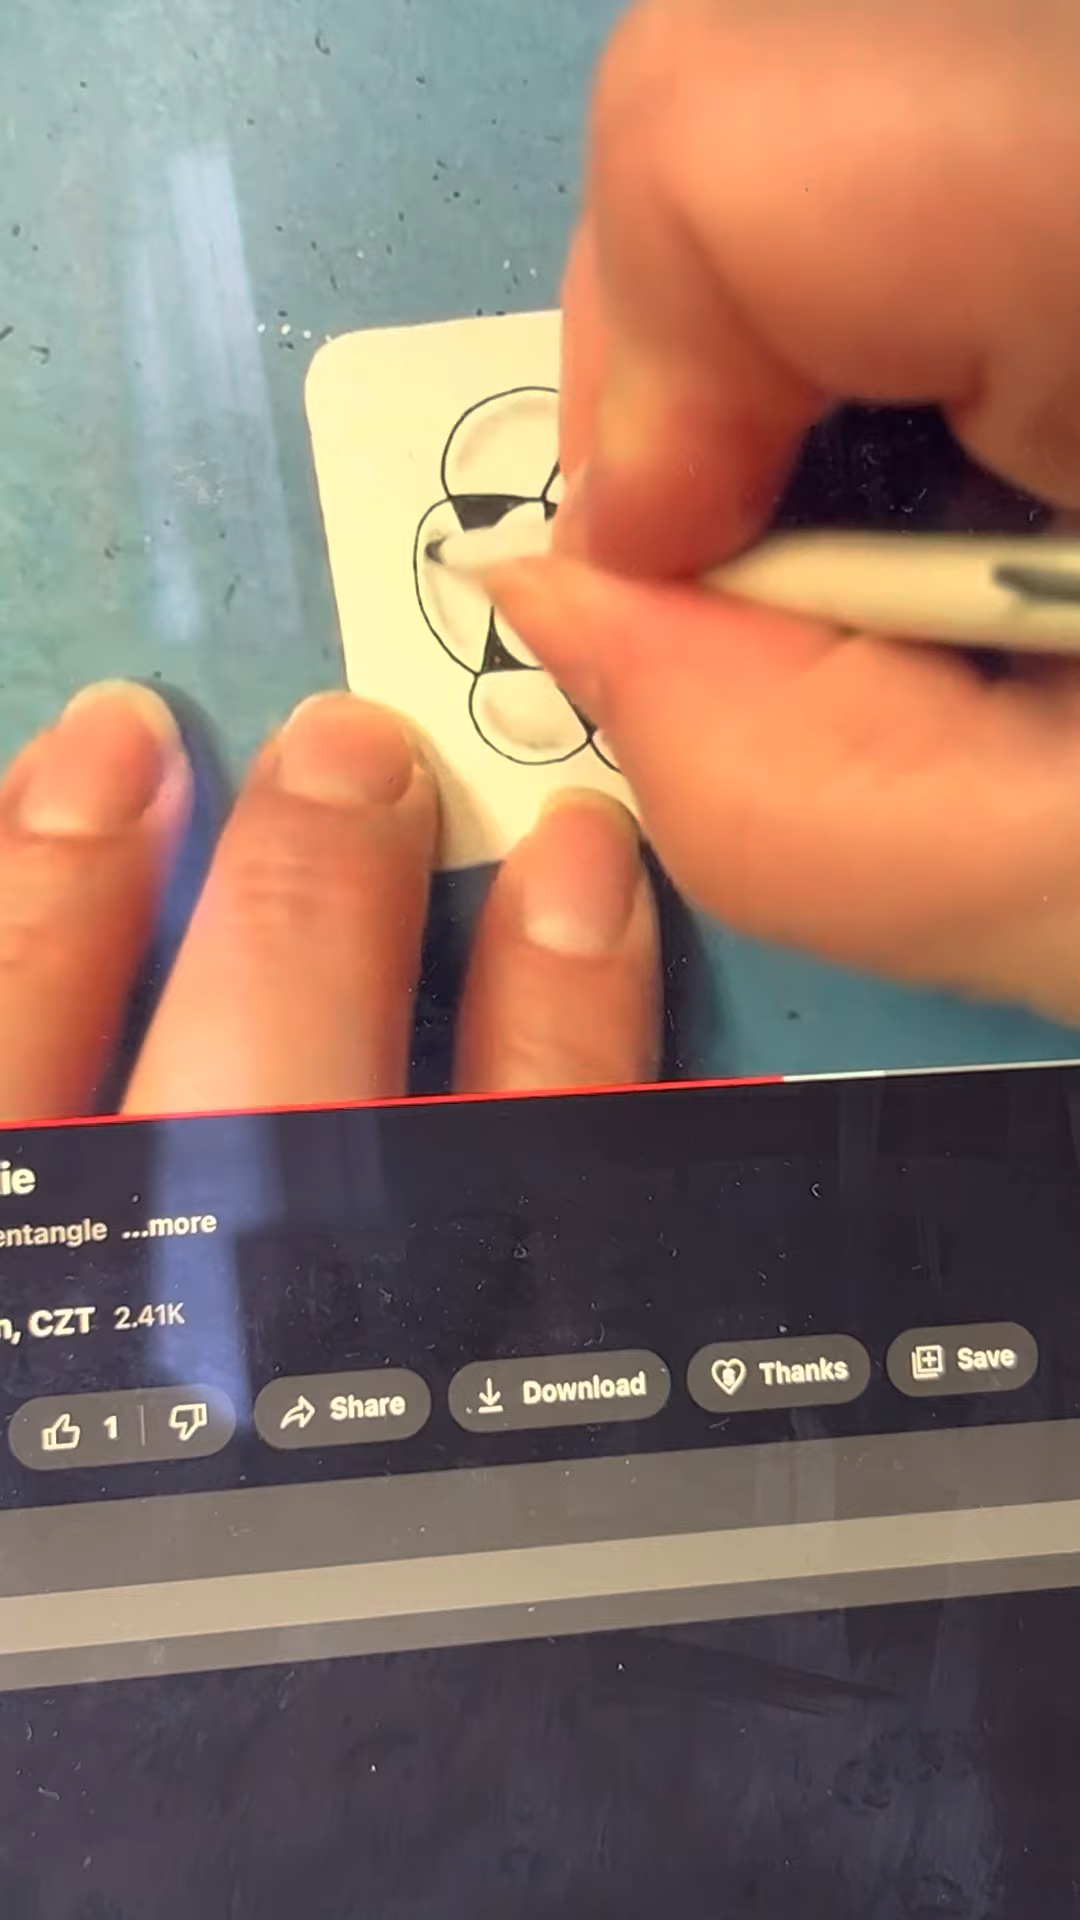 ie
entangle ...more
n, CZT 2.41K
1
Share
Download
Thanks
Save